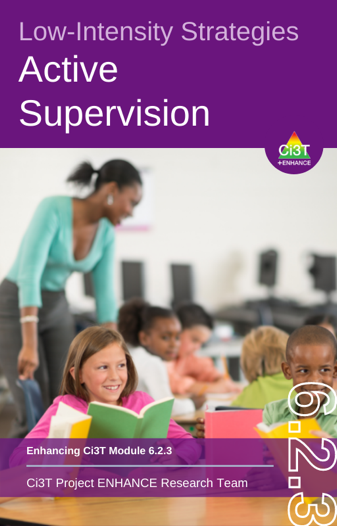 Low-Intensity Strategies
Active
Supervision
Ci3T
+ENHANCE
Enhancing Ci3T Module 6.2.3
Ci3T Project ENHANCE Research Team
6.2.3